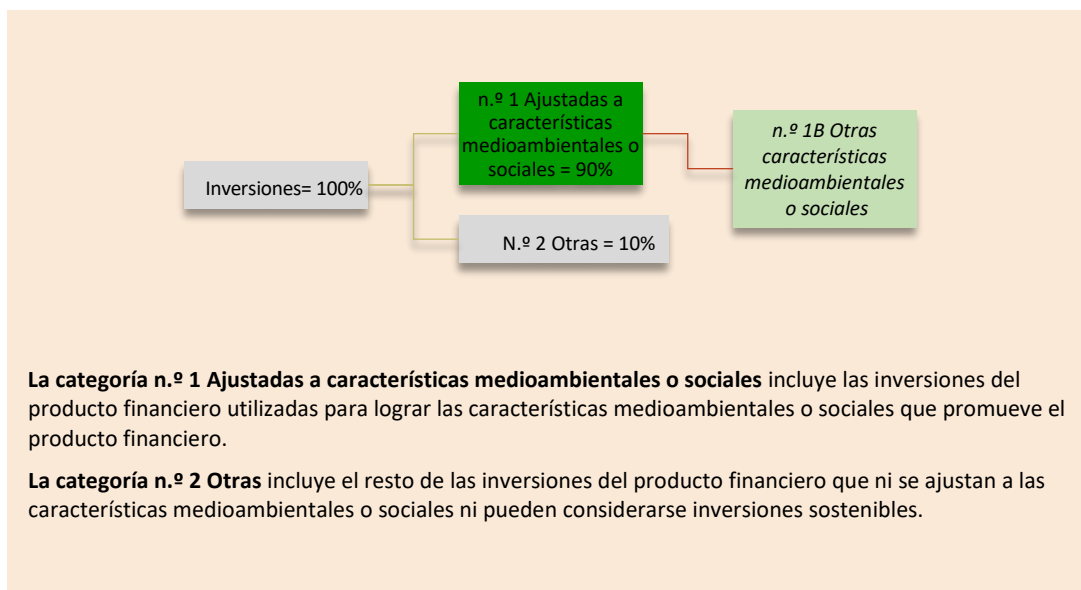 n.º 1 Ajustadas a
características
medioambientales o
sociales = 90%
n.º 1B Otras
características
medioambientales
o sociales
Inversiones= 100%
N.º 2 Otras = 10%
La categoría n.º 1 Ajustadas a características medioambientales o sociales incluye las inversiones del
producto financiero utilizadas para lograr las características medioambientales o sociales que promueve el
producto financiero.
La categoría n.º 2 Otras incluye el resto de las inversiones del producto financiero que ni se ajustan a las
características medioambientales o sociales ni pueden considerarse inversiones sostenibles.